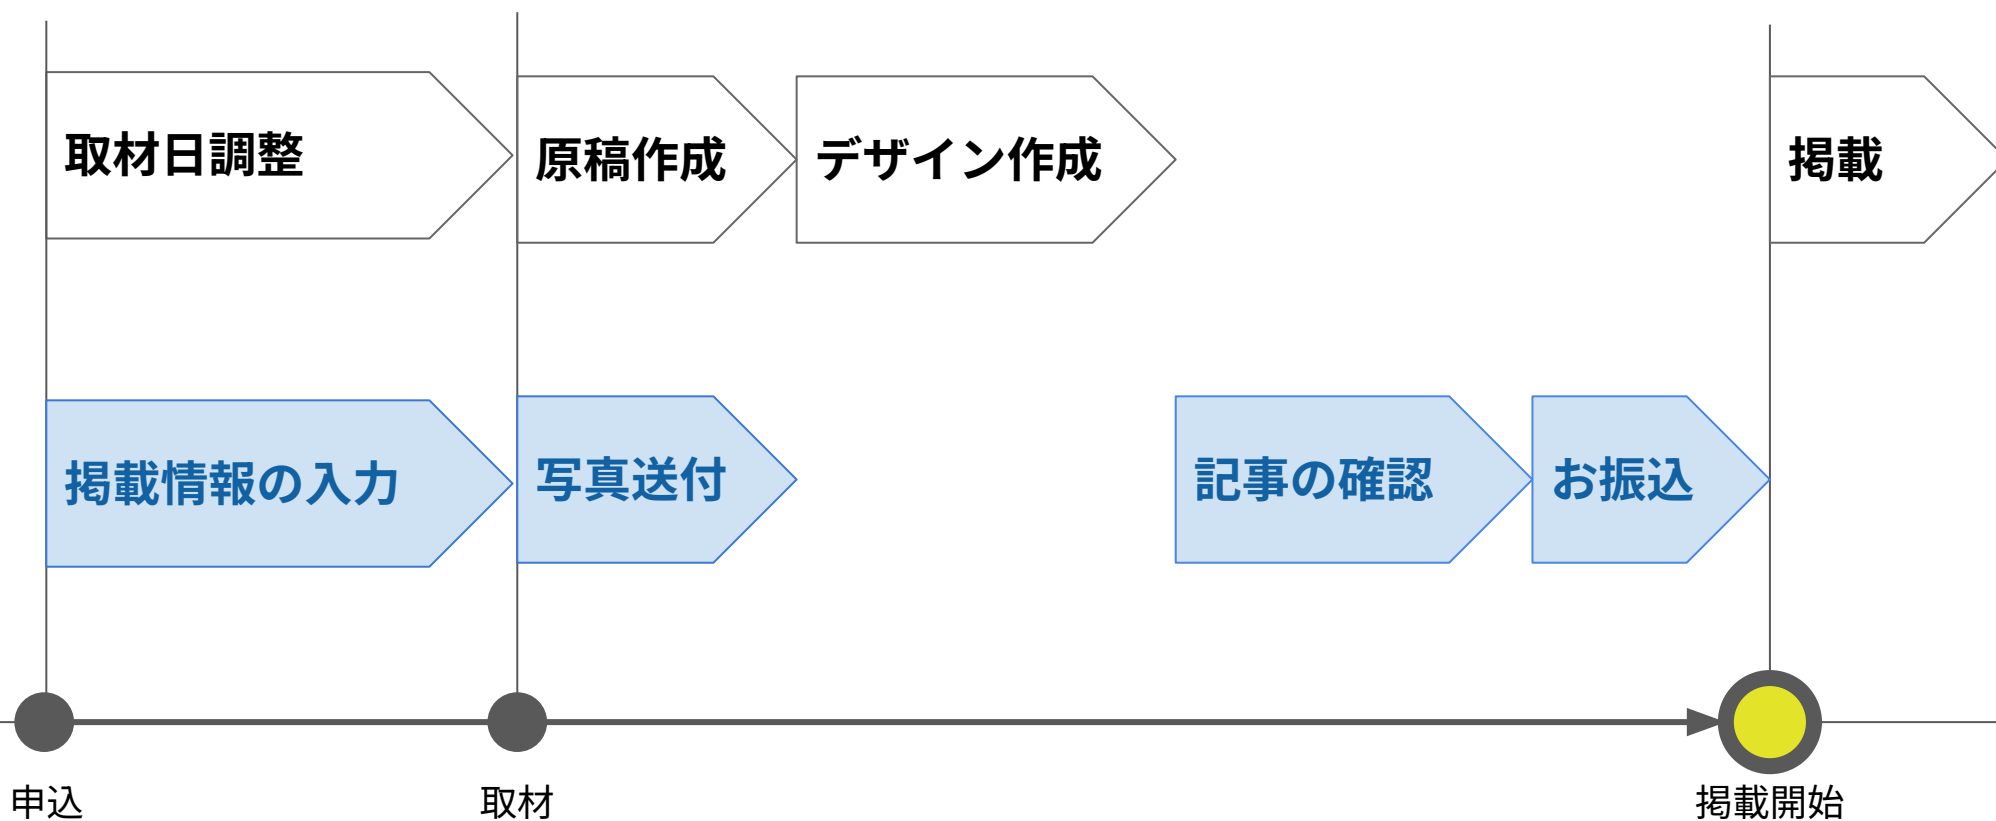 取材日調整
原稿作成
デザイン作成
掲載
掲載情報の入力
写真送付
記事の確認
お振込
申込
取材
掲載開始